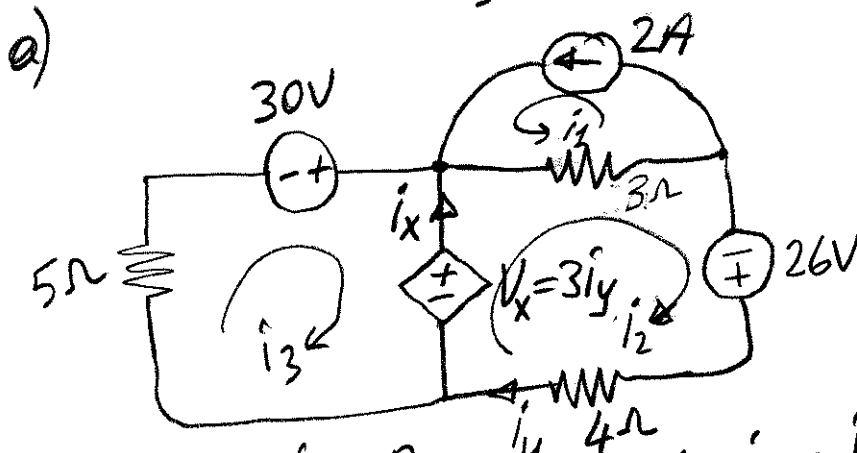 a)
2A
30V
- +
i1
3Ω
ix
5Ω
+
-
Vx=3iy
-
+
26V
i2
i3
iy
4Ω